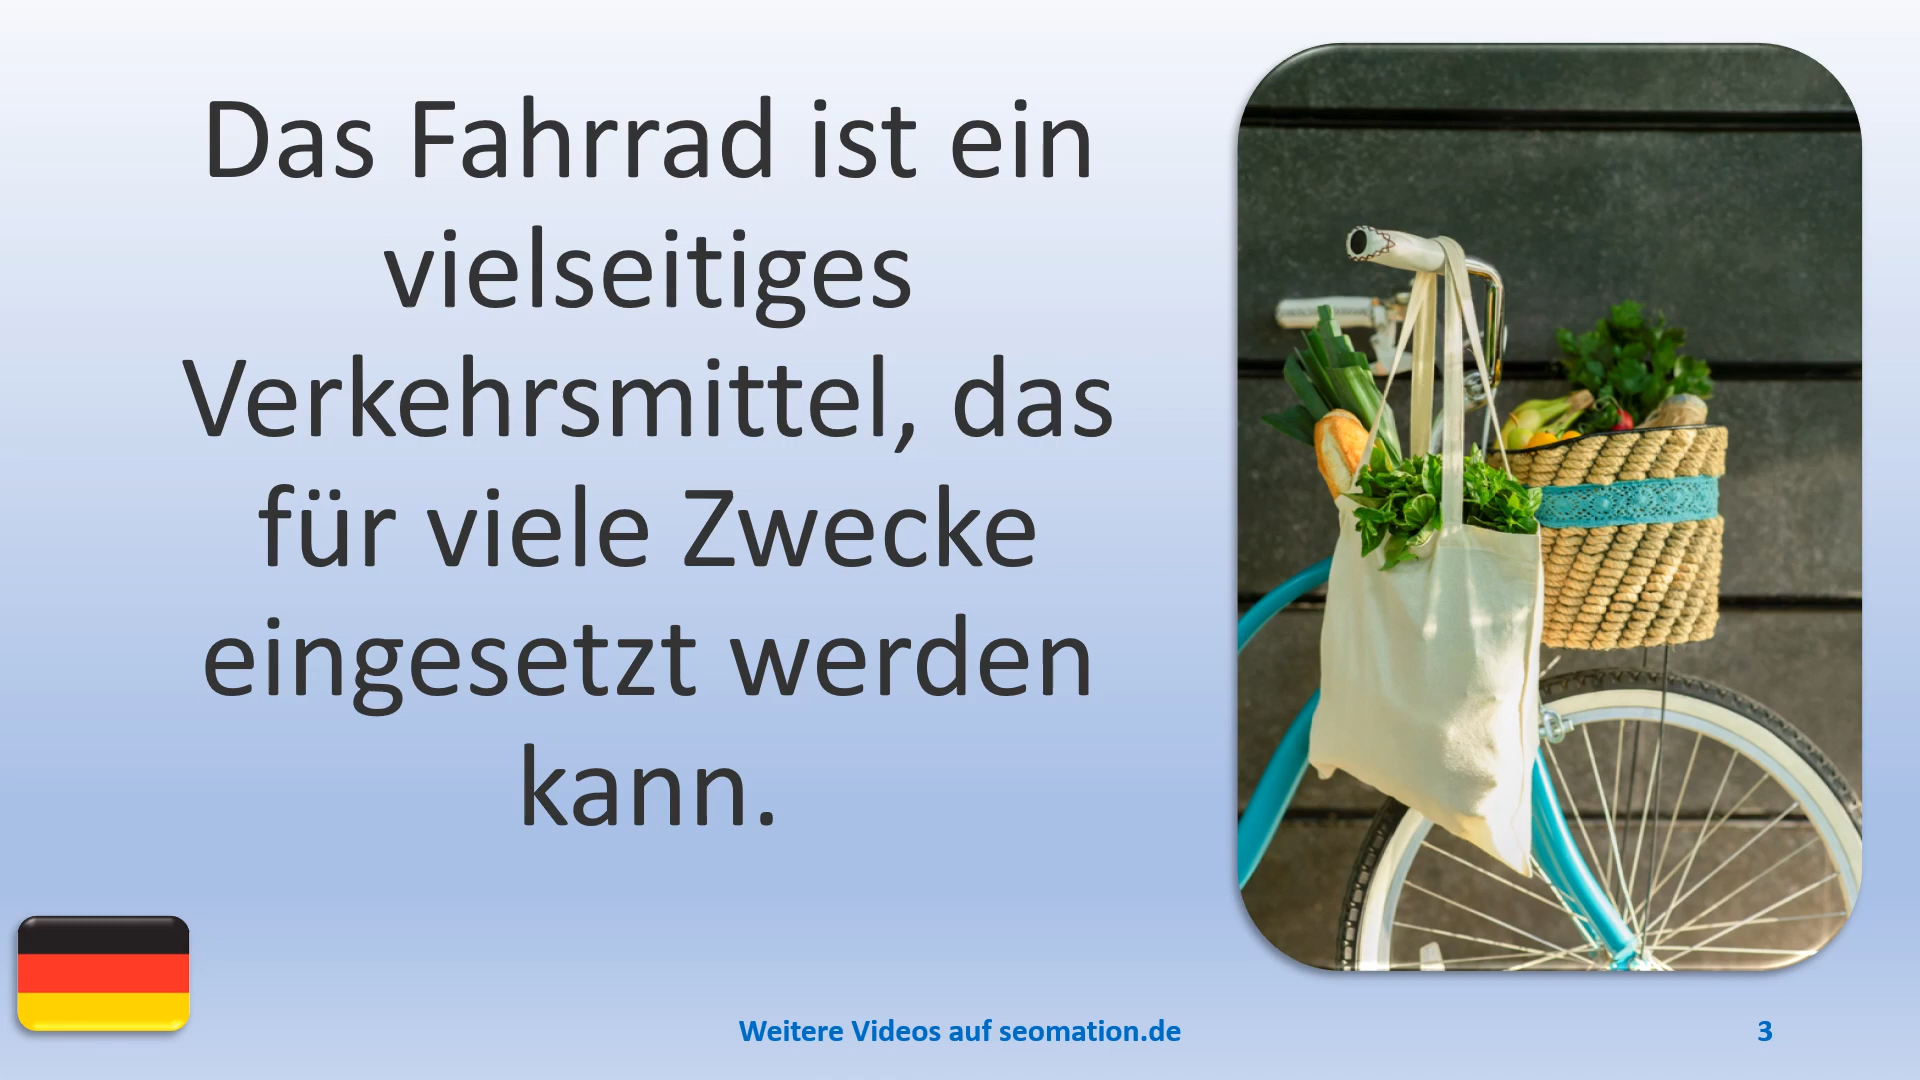 Das Fahrrad ist ein
vielseitiges
Verkehrsmittel, das
für viele Zwecke
eingesetzt werden
kann.
Weitere Videos auf seomation.de
3